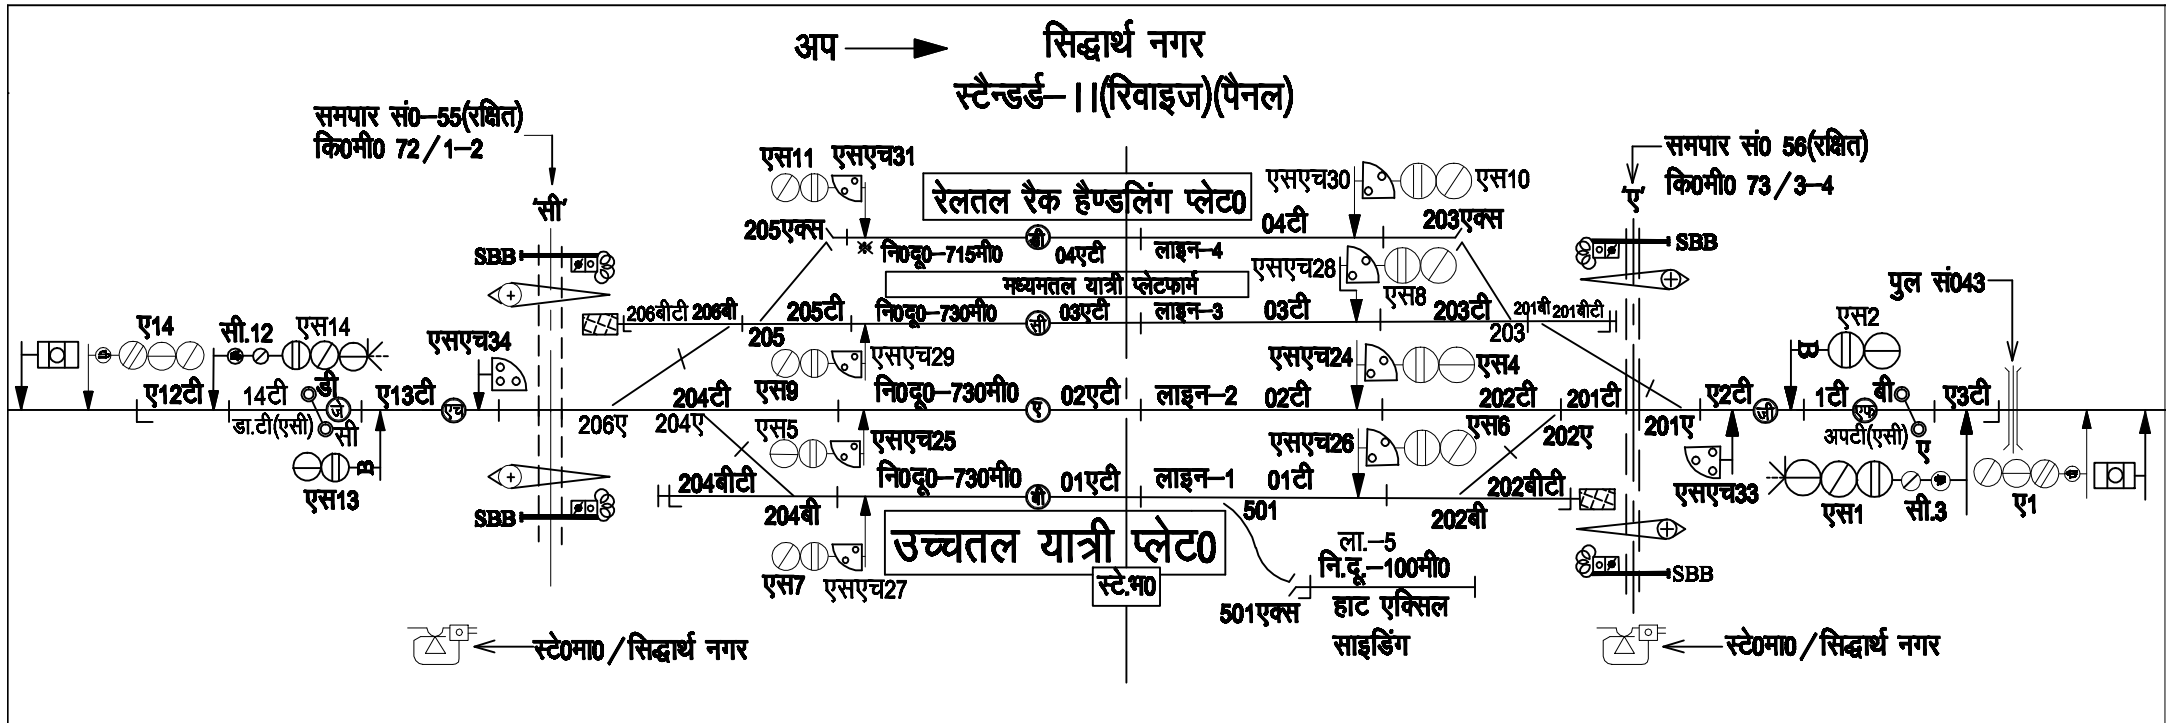 अप
सिद्धार्थ नगर
स्टैन्डर्ड–II(रिवाइज)(पैनल)
समपार सं0–55(रक्षित)
कि0मी0 72/1–2
'सी'
समपार सं0 56(रक्षित)
कि0मी0 73/3–4
'ए'
एस11 एसएच31
एसएच30 एस10
रेलतल रैक हैण्डलिंग प्लेट0
205एक्स
04टी
203एक्स
※ नि0दू0–715मी0
डी
04एटी
लाइन–4
SBB
SBB
मध्यमतल यात्री प्लेटफार्म
एसएच28
एस8
पुल सं043
206बीटी 206बी
205
205टी
नि0दू0–730मी0
सी
03एटी
लाइन–3
03टी
203टी
203
201बी 201बीटी
ए14
सी.12
एस14
एसएच34
एसएच29
एस9
एसएच24
एस4
एस2
B
ए12टी
14टी
डी
जे
ए13टी
एच
डा.टी(एसी)
सी
206ए
204टी
204ए
नि0दू0–730मी0
ए
02एटी
लाइन–2
02टी
202टी
201टी
202ए
201ए
ए2टी
जी
1टी
एफ
बी
ए3टी
अपटी(एसी)
ए
एस13
B
एस5
एसएच25
एसएच26
एस6
एसएच33
एस1
सी.3
ए1
204बीटी
204बी
नि0दू0–730मी0
बी
01एटी
लाइन–1
01टी
202बीटी
202बी
SBB
SBB
उच्चतल यात्री प्लेट0
स्टे.भ0
एस7 एसएच27
501
501एक्स
ला.–5
नि.दू.–100मी0
हाट एक्सिल
साइडिंग
स्टे0मा0/सिद्धार्थ नगर
स्टे0मा0/सिद्धार्थ नगर